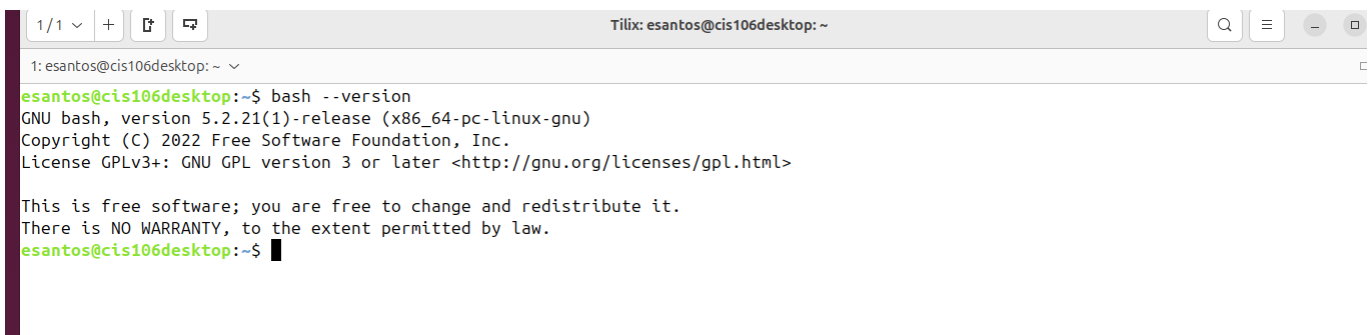 1 / 1
Tilix: esantos@cis106desktop: ~
1: esantos@cis106desktop: ~
esantos@cis106desktop:~$ bash --version
GNU bash, version 5.2.21(1)-release (x86_64-pc-linux-gnu)
Copyright (C) 2022 Free Software Foundation, Inc.
License GPLv3+: GNU GPL version 3 or later <http://gnu.org/licenses/gpl.html>

This is free software; you are free to change and redistribute it.
There is NO WARRANTY, to the extent permitted by law.
esantos@cis106desktop:~$